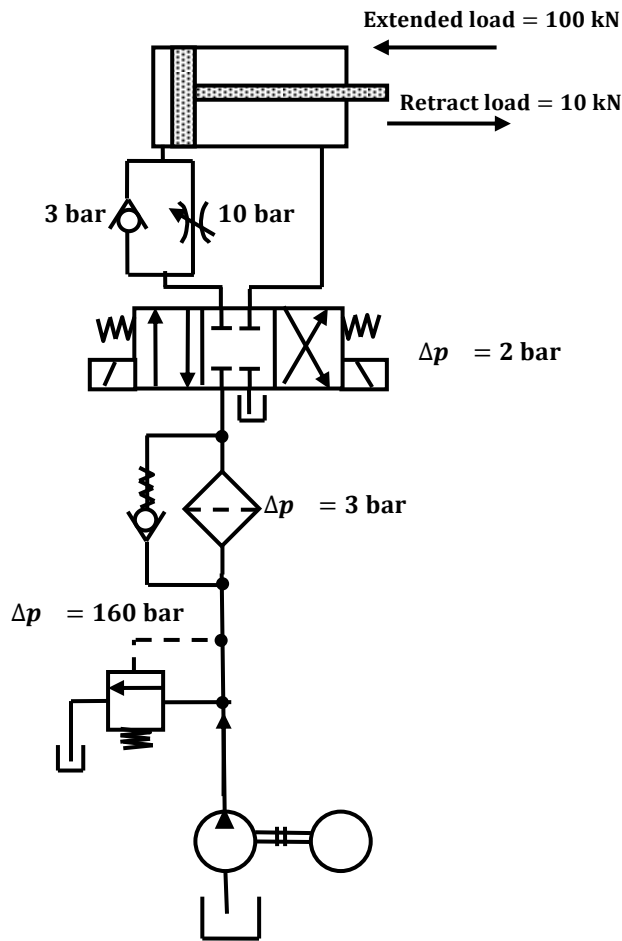 Extended load = 100 kN
Retract load = 10 kN
3 bar
10 bar
Δp = 2 bar
Δp = 3 bar
Δp = 160 bar